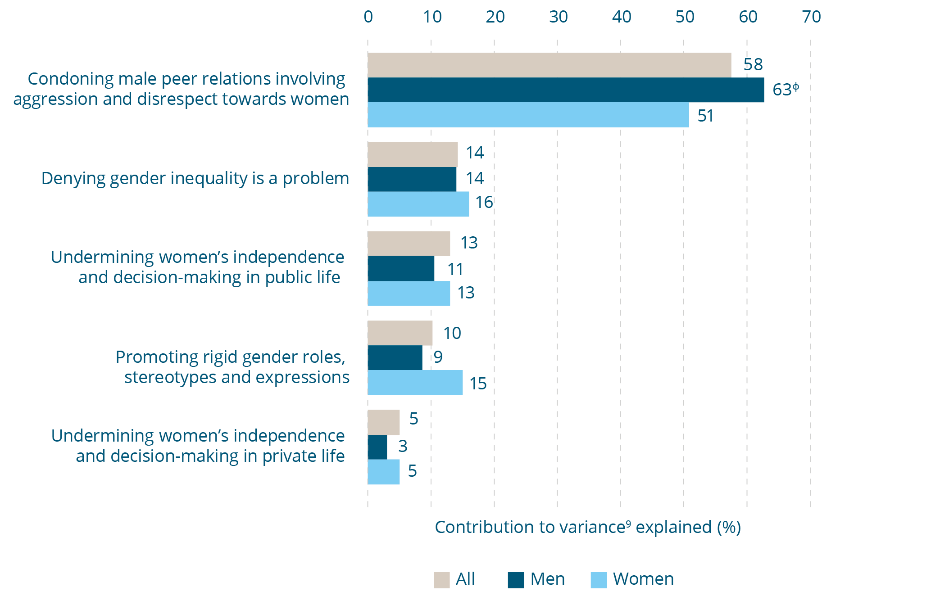 0 10 20 30 40 50 60 70
Condoning male peer relations involving
aggression and disrespect towards women
58
63ᶲ
51
Denying gender inequality is a problem
14
14
16
Undermining women’s independence
and decision-making in public life
13
11
13
Promoting rigid gender roles,
stereotypes and expressions
10
9
15
Undermining women’s independence
and decision-making in private life
5
3
5
Contribution to variance⁹ explained (%)
All Men Women